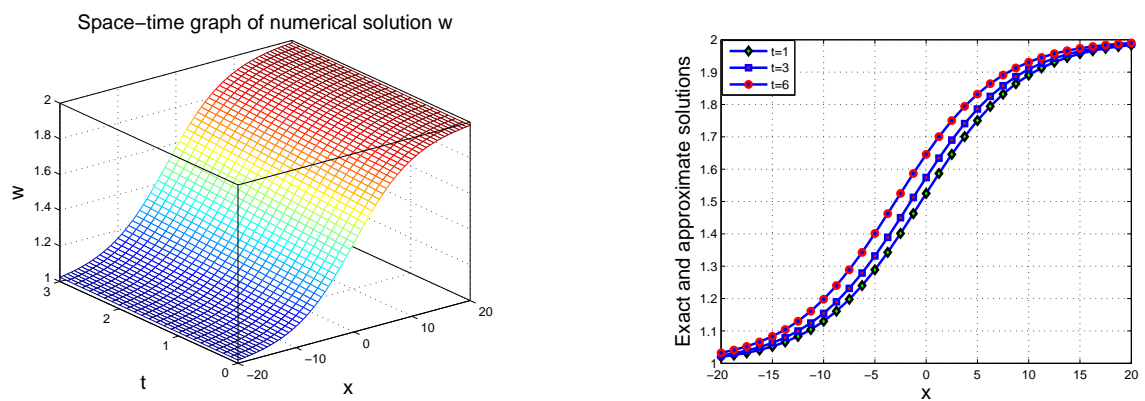 Space−time graph of numerical solution w
2
1.8
1.6
1.4
1.2
1
w
3
2
1
0
t
−20
−10
0
10
20
x
t=1
t=3
t=6
2
1.9
1.8
1.7
1.6
1.5
1.4
1.3
1.2
1.1
1
Exact and approximate solutions
−20 −15 −10 −5 0 5 10 15 20
x